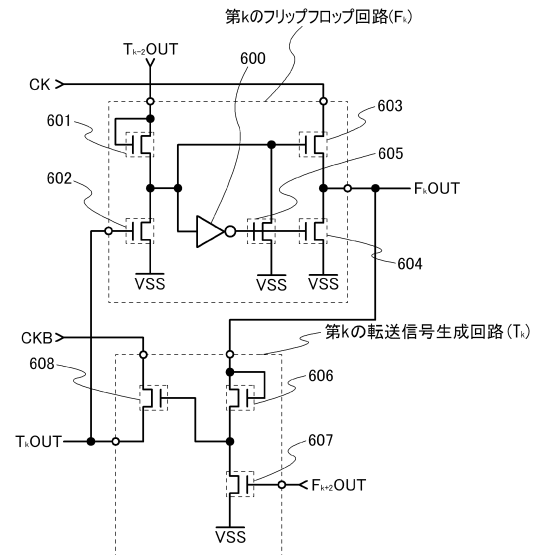 第kのフリップフロップ回路(Fk)
Tk-2OUT
600
CK
603
601
605
602
FkOUT
604
VSS
VSS
VSS
CKB
第kの転送信号生成回路(Tk)
608
606
TkOUT
607
Fk+2OUT
VSS